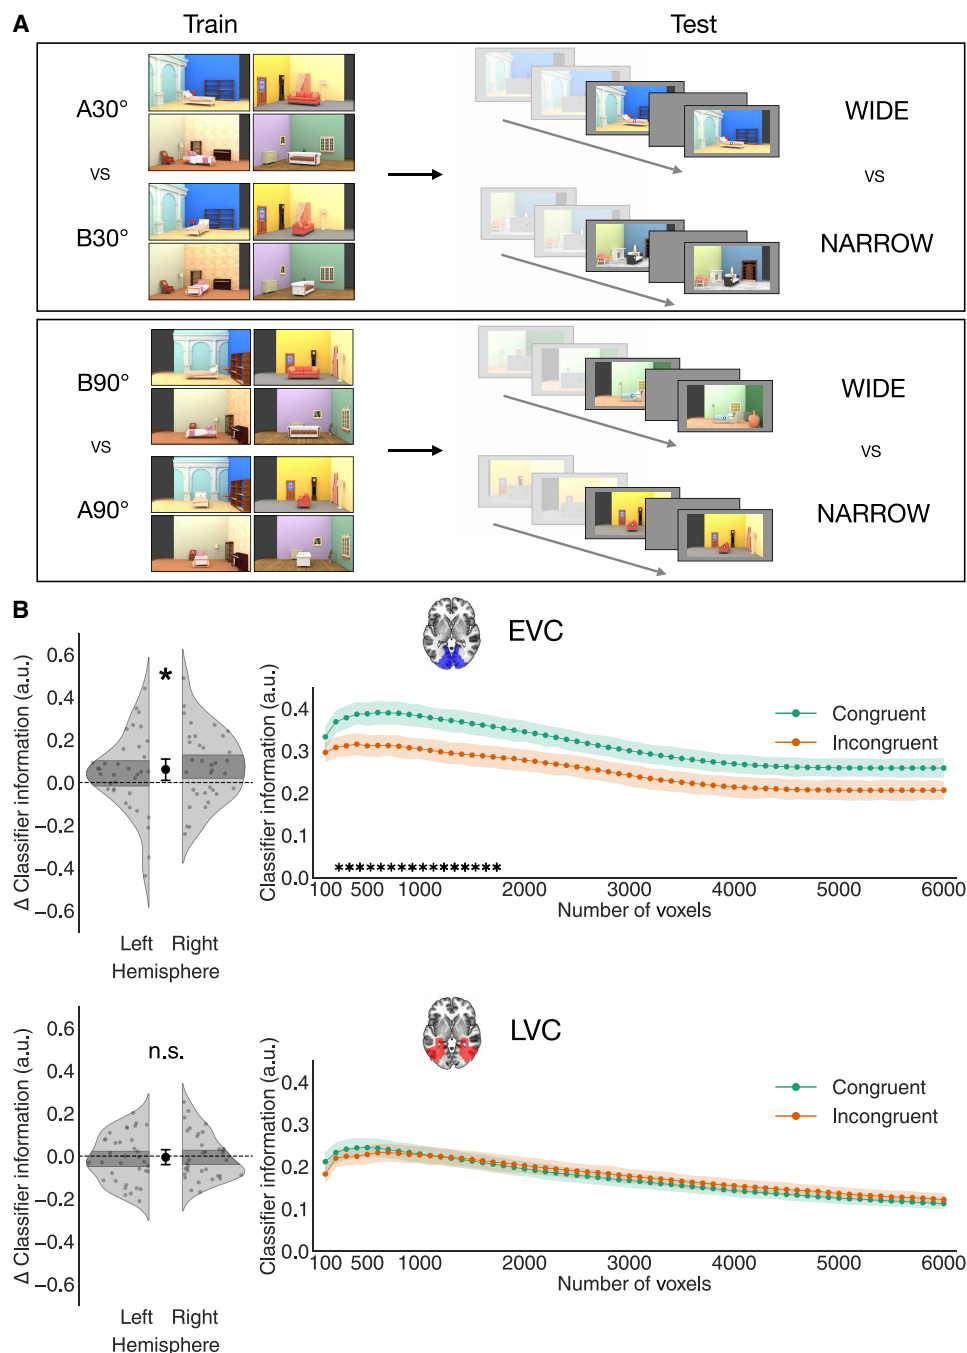 A Train Test
A30°
vs
B30°
WIDE
vs
NARROW
B90°
vs
A90°
WIDE
vs
NARROW
B
EVC
Δ Classifier information (a.u.)
0.6
0.4
0.2
0.0
−0.2
−0.4
−0.6
*
Left Right
Hemisphere
Classifier information (a.u.)
0.4
0.3
0.2
0.1
0.0
Congruent
Incongruent
****************
100 500 1000 2000 3000 4000 5000 6000
Number of voxels
LVC
Δ Classifier information (a.u.)
0.6
0.4
0.2
0.0
−0.2
−0.4
−0.6
n.s.
Left Right
Hemisphere
Classifier information (a.u.)
0.4
0.3
0.2
0.1
0.0
Congruent
Incongruent
100 500 1000 2000 3000 4000 5000 6000
Number of voxels